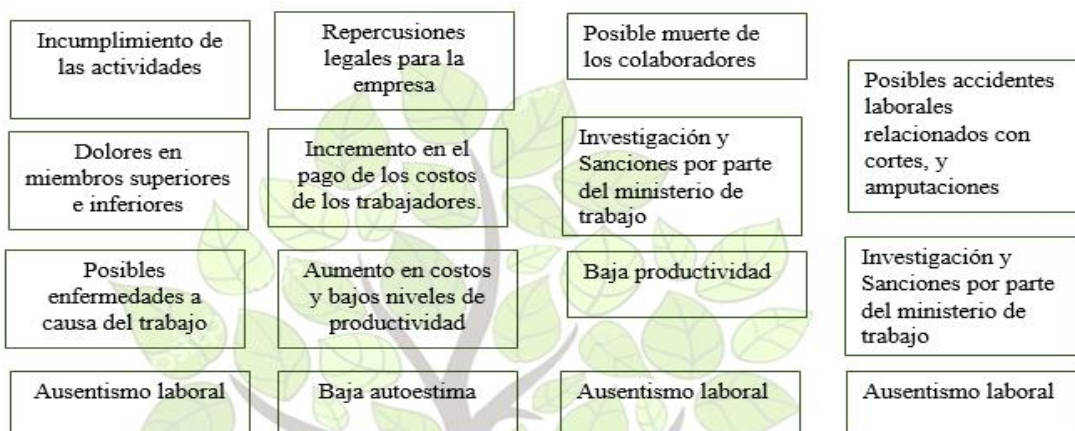 Incumplimiento de
las actividades
Repercusiones
legales para la
empresa
Posible muerte de
los colaboradores
Posibles accidentes
laborales
relacionados con
cortes, y
amputaciones
Dolores en
miembros superiores
e inferiores
Incremento en el
pago de los costos
de los trabajadores.
Investigación y
Sanciones por parte
del ministerio de
trabajo
Posibles
enfermedades a
causa del trabajo
Aumento en costos
y bajos niveles de
productividad
Baja productividad
Investigación y
Sanciones por parte
del ministerio de
trabajo
Ausentismo laboral
Baja autoestima
Ausentismo laboral
Ausentismo laboral